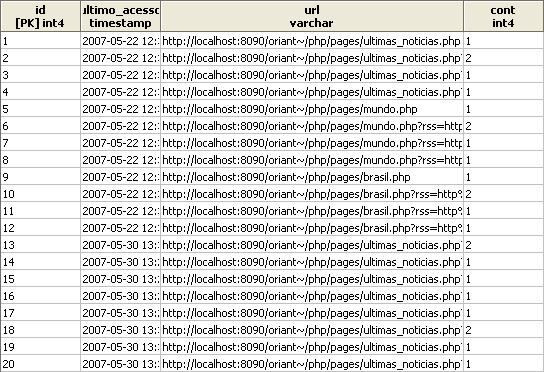 id ultimo_acesso url cont
[PK] int4 timestamp varchar int4
1 2007-05-22 12: http://localhost:8090/oriant~/php/pages/ultimas_noticias.php 1
2 2007-05-22 12: http://localhost:8090/oriant~/php/pages/ultimas_noticias.php 2
3 2007-05-22 12: http://localhost:8090/oriant~/php/pages/ultimas_noticias.php 1
4 2007-05-22 12: http://localhost:8090/oriant~/php/pages/ultimas_noticias.php 1
5 2007-05-22 12: http://localhost:8090/oriant~/php/pages/mundo.php 1
6 2007-05-22 12: http://localhost:8090/oriant~/php/pages/mundo.php?rss=http 2
7 2007-05-22 12: http://localhost:8090/oriant~/php/pages/mundo.php?rss=http 1
8 2007-05-22 12: http://localhost:8090/oriant~/php/pages/mundo.php?rss=http 1
9 2007-05-22 12: http://localhost:8090/oriant~/php/pages/brasil.php 1
10 2007-05-22 12: http://localhost:8090/oriant~/php/pages/brasil.php?rss=http% 2
11 2007-05-22 12: http://localhost:8090/oriant~/php/pages/brasil.php?rss=http% 1
12 2007-05-22 12: http://localhost:8090/oriant~/php/pages/brasil.php?rss=http% 1
13 2007-05-30 13: http://localhost:8090/oriant~/php/pages/ultimas_noticias.php? 2
14 2007-05-30 13: http://localhost:8090/oriant~/php/pages/ultimas_noticias.php? 1
15 2007-05-30 13: http://localhost:8090/oriant~/php/pages/ultimas_noticias.php? 1
16 2007-05-30 13: http://localhost:8090/oriant~/php/pages/ultimas_noticias.php? 1
17 2007-05-30 13: http://localhost:8090/oriant~/php/pages/ultimas_noticias.php? 1
18 2007-05-30 13: http://localhost:8090/oriant~/php/pages/ultimas_noticias.php? 2
19 2007-05-30 13: http://localhost:8090/oriant~/php/pages/ultimas_noticias.php? 1
20 2007-05-30 13: http://localhost:8090/oriant~/php/pages/ultimas_noticias.php? 1